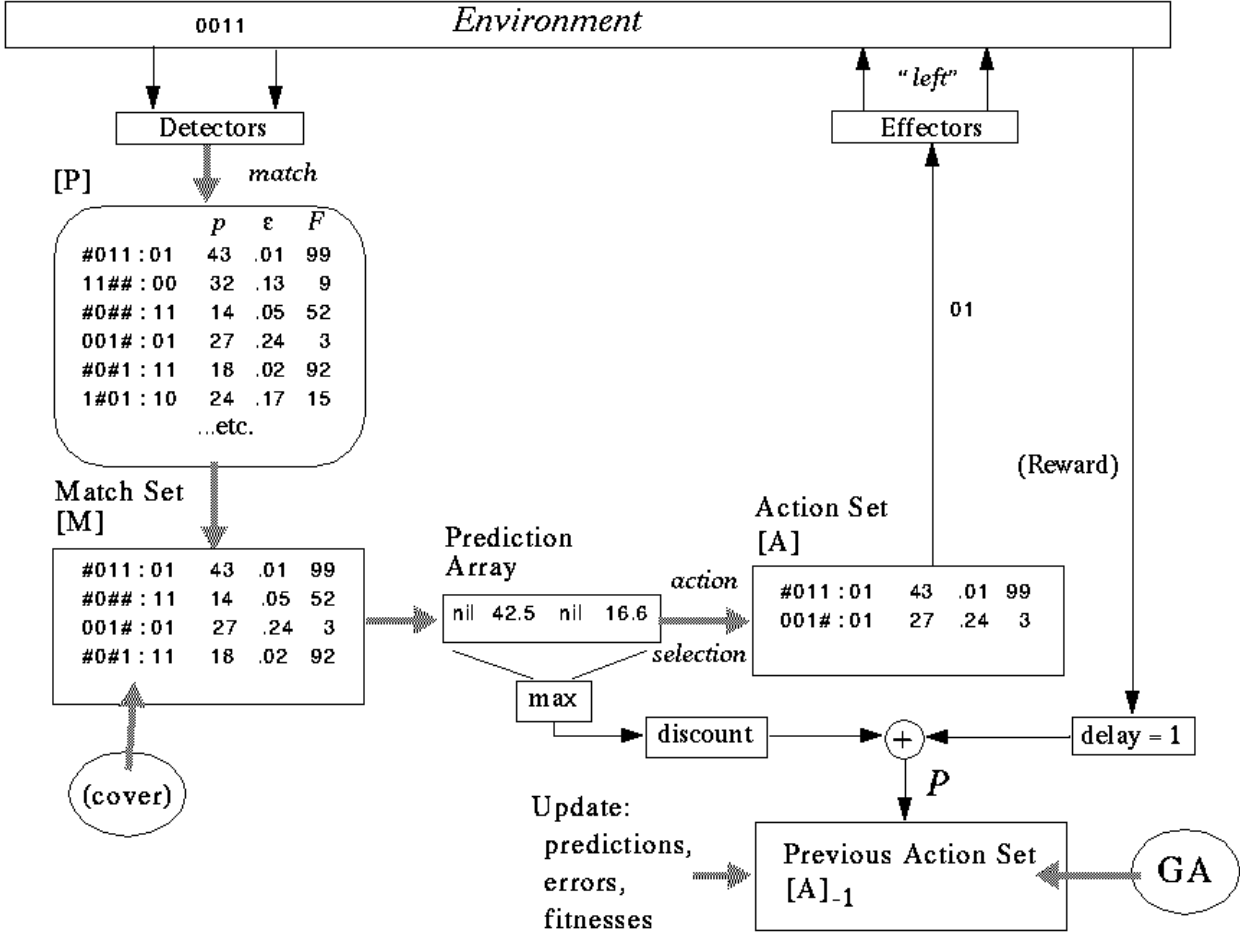 0011 Environment
"left"
Detectors
Effectors
match
[P]
p ε F
#011:01 43 .01 99
11##:00 32 .13 9
#0##:11 14 .05 52
001#:01 27 .24 3
#0#1:11 18 .02 92
1#01:10 24 .17 15
...etc.
01
(Reward)
Match Set
[M]
#011:01 43 .01 99
#0##:11 14 .05 52
001#:01 27 .24 3
#0#1:11 18 .02 92
(cover)
Prediction
Array
nil 42.5 nil 16.6
action
selection
max
discount
Action Set
[A]
#011:01 43 .01 99
001#:01 27 .24 3
+
delay = 1
P
Update:
predictions,
errors,
fitnesses
Previous Action Set
[A]-1
GA